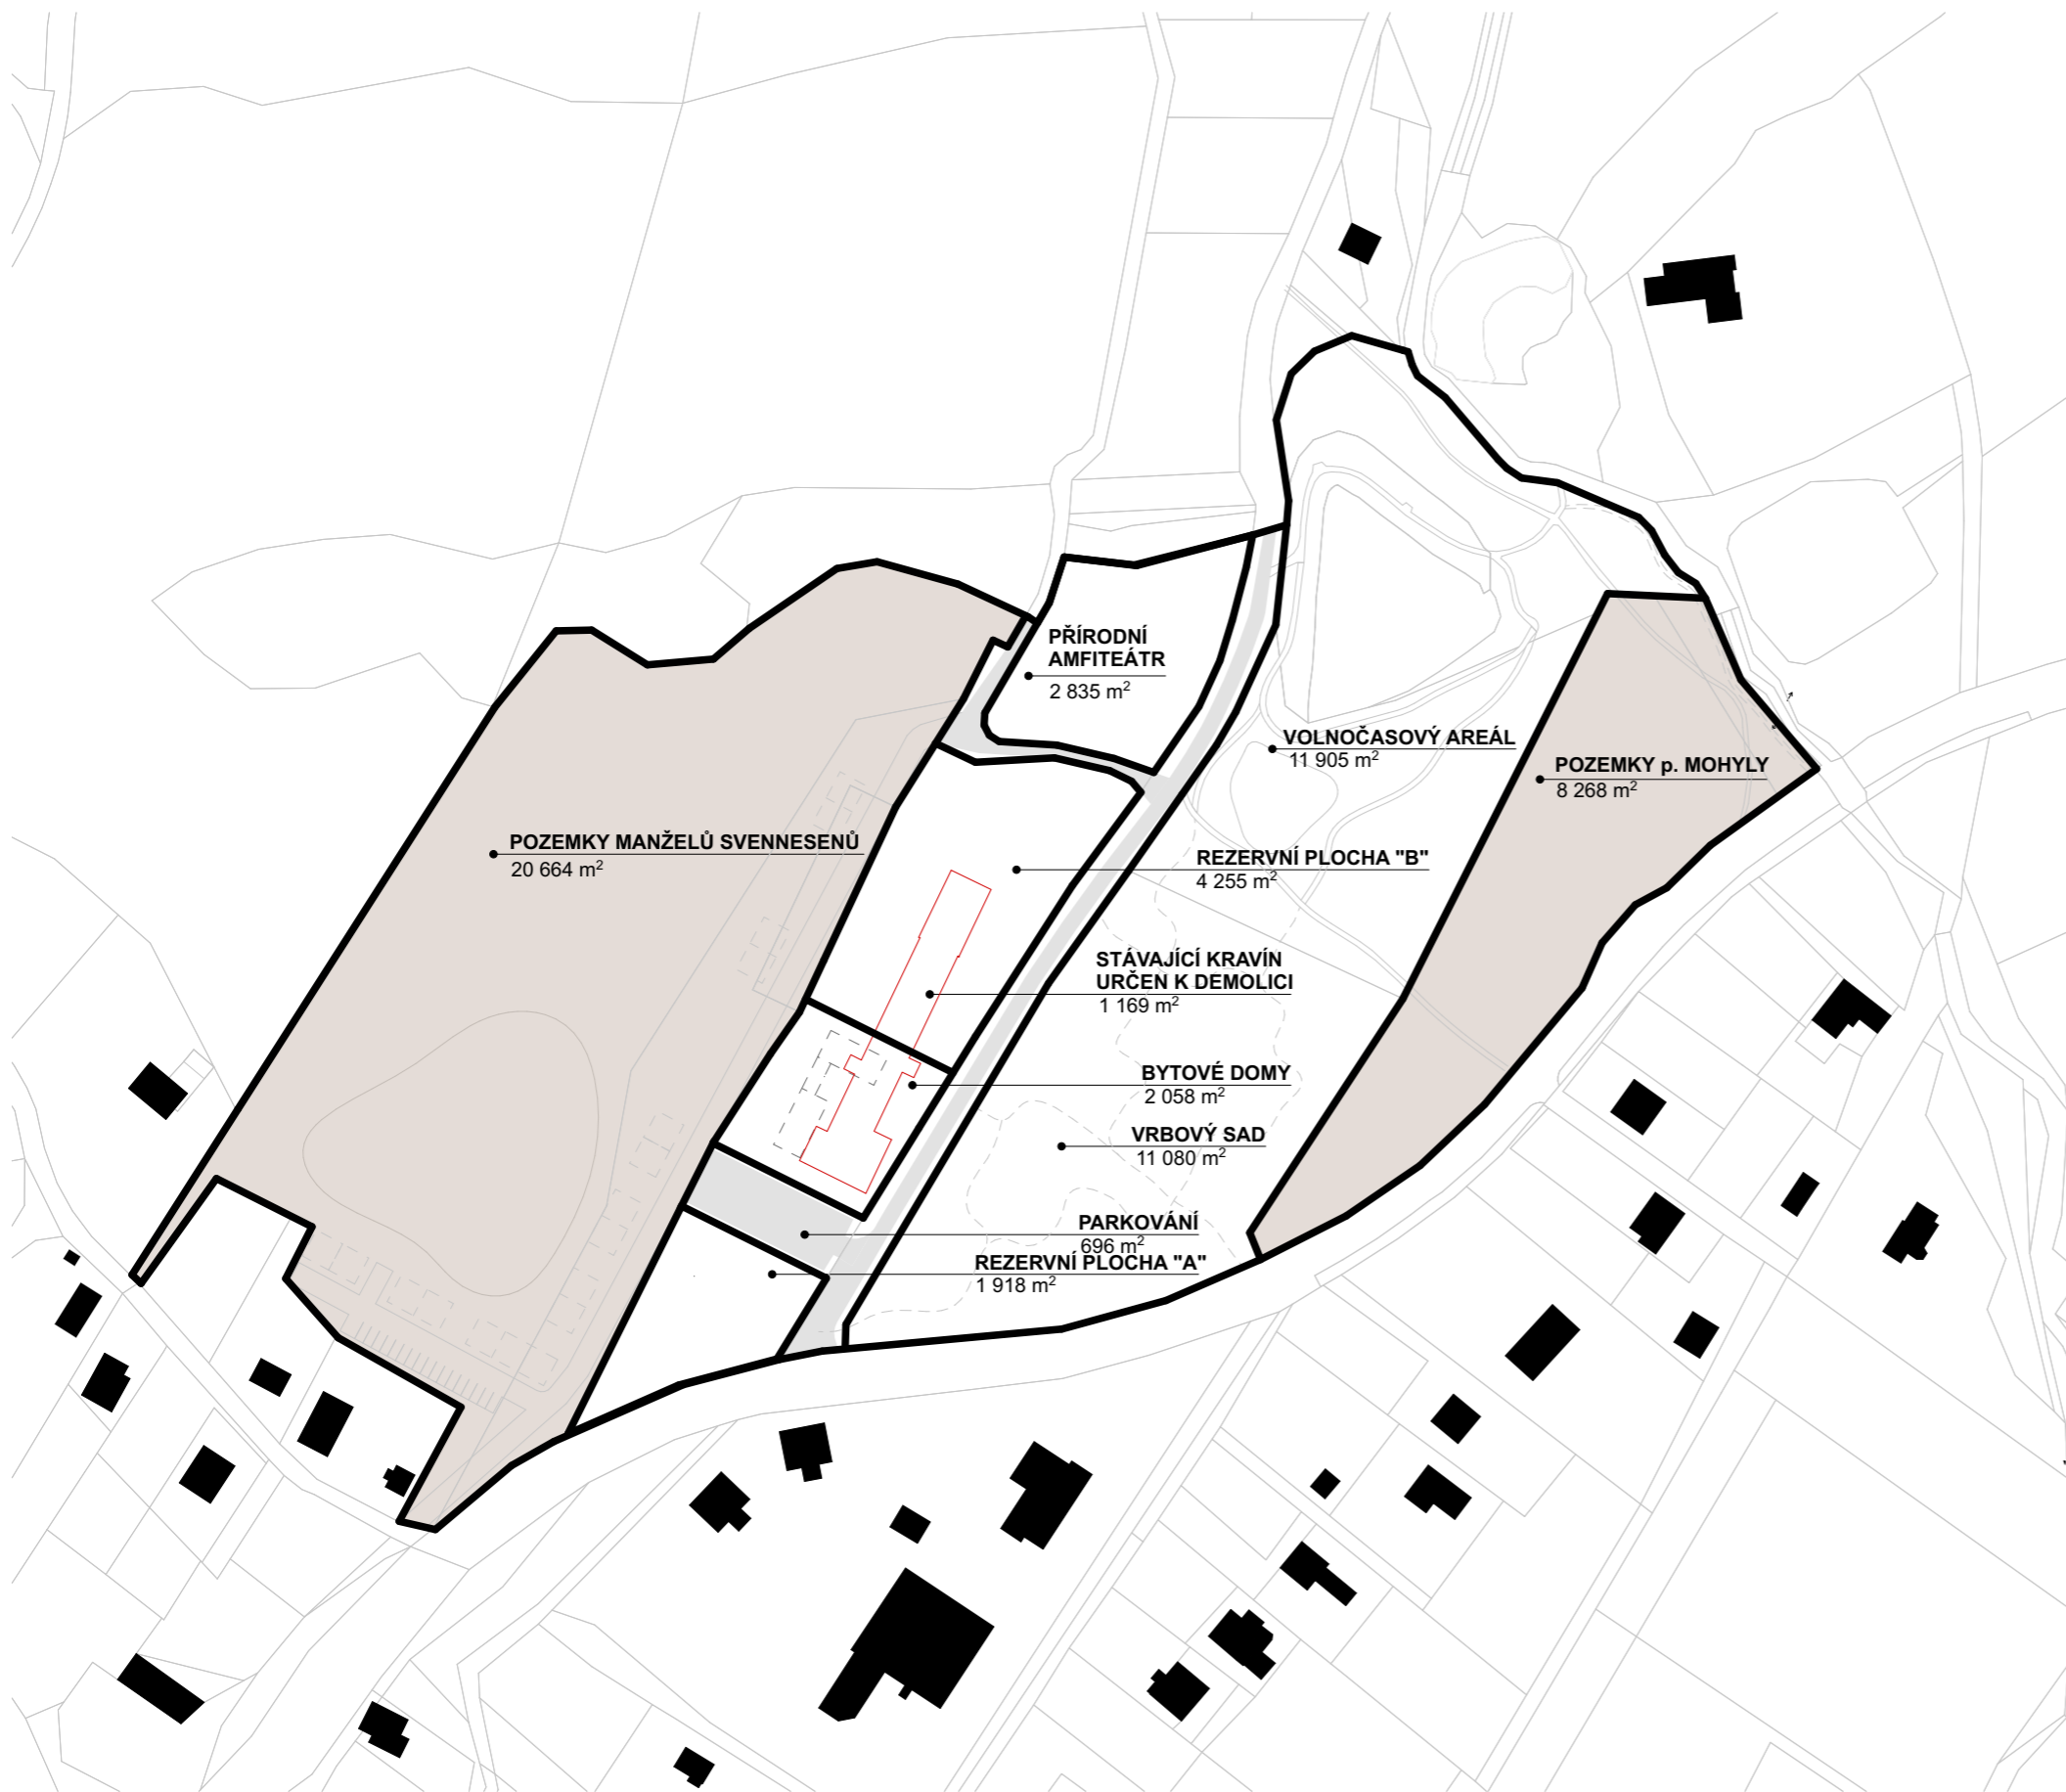 PŘÍRODNÍ
AMFITEÁTR
2 835 m²
VOLNOČASOVÝ AREÁL
11 905 m²
POZEMKY p. MOHYLY
8 268 m²
POZEMKY MANŽELŮ SVENNESENŮ
20 664 m²
REZERVNÍ PLOCHA "B"
4 255 m²
STÁVAJÍCÍ KRAVÍN
URČEN K DEMOLICI
1 169 m²
BYTOVÉ DOMY
2 058 m²
VRBOVÝ SAD
11 080 m²
PARKOVÁNÍ
696 m²
REZERVNÍ PLOCHA "A"
1 918 m²